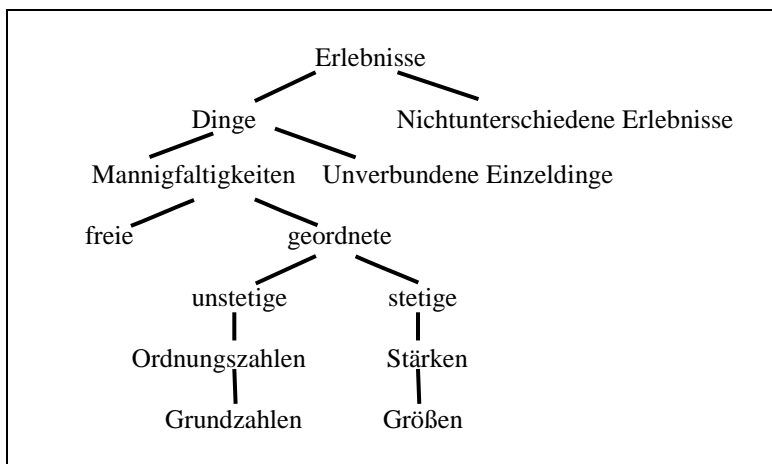 Erlebnisse
Dinge Nichtunterschiedene Erlebnisse
Mannigfaltigkeiten Unverbundene Einzeldinge
freie geordnete
unstetige stetige
Ordnungszahlen Stärken
Grundzahlen Größen